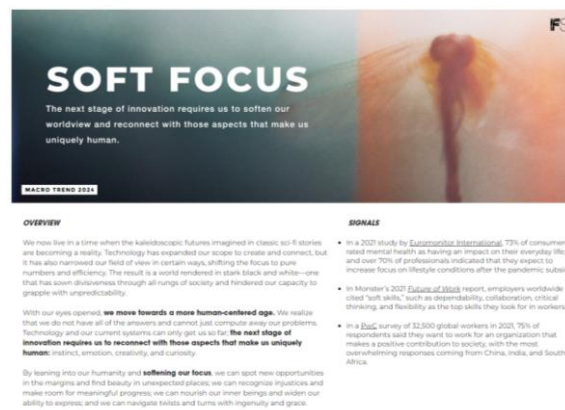 FS
SOFT FOCUS
The next stage of innovation requires us to soften our
worldview and reconnect with those aspects that make us
uniquely human.
MACRO TREND 2024
OVERVIEW
We now live in a time when the kaleidoscopic futures imagined in classic sci-fi stories
are becoming a reality. Technology has expanded our scope to create and connect, but
it has also narrowed our field of view in certain ways, shifting the focus to pure
numbers and efficiency. The result is a world rendered in stark black and white—one
that has sown divisiveness through all rungs of society and hindered our capacity to
grapple with unpredictability.
With our eyes opened, we move towards a more human-centered age. We realize
that we do not have all of the answers and cannot just compute away our problems.
Technology and our current systems can only get us so far; the next stage of
innovation requires us to reconnect with those aspects that make us uniquely
human: instinct, emotion, creativity, and curiosity.
By leaning into our humanity and softening our focus, we can spot new opportunities
in the margins and find beauty in unexpected places; we can recognize injustices and
make room for meaningful progress; we can nourish our inner beings and widen our
ability to express; and we can navigate twists and turns with ingenuity and grace.
SIGNALS
• In a 2021 study by Euromonitor International, 73% of consumer
rated mental health as having an impact on their everyday life
and over 70% of professionals indicated that they expect to
increase focus on lifestyle conditions after the pandemic subsi
• In Monster's 2021 Future of Work report, employers worldwide
cited "soft skills," such as dependability, collaboration, critical
thinking, and flexibility as the top skills they look for in workers
• In a PwC survey of 32,500 global workers in 2021, 75% of
respondents said they want to work for an organization that
makes a positive contribution to society, with the most
overwhelming responses coming from China, India, and South
Africa.